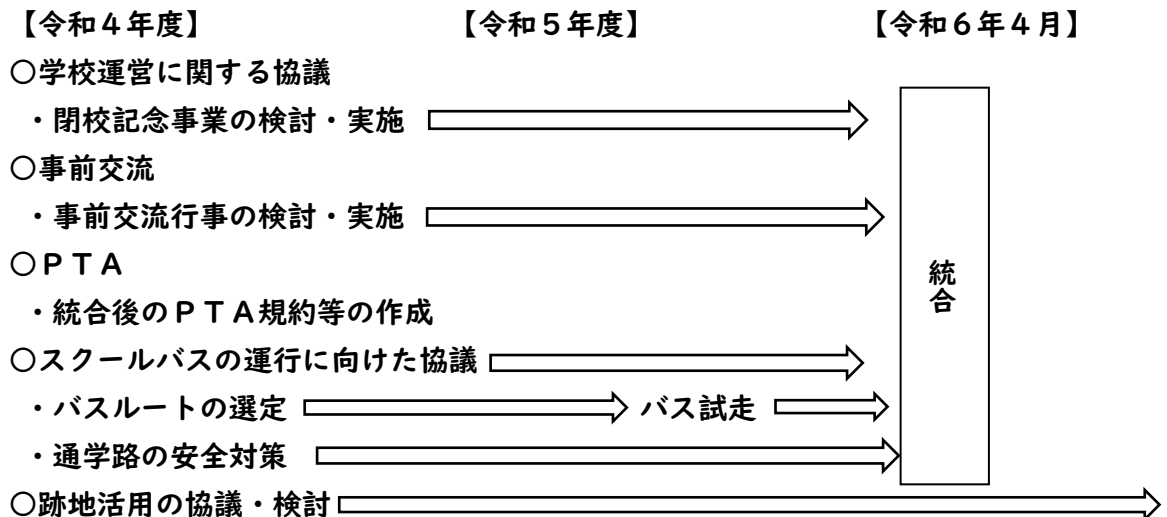 【令和４年度】 【令和５年度】 【令和６年４月】
〇学校運営に関する協議
・閉校記念事業の検討・実施
〇事前交流
・事前交流行事の検討・実施
〇ＰＴＡ
・統合後のＰＴＡ規約等の作成
〇スクールバスの運行に向けた協議
・バスルートの選定 バス試走
・通学路の安全対策
〇跡地活用の協議・検討
統合